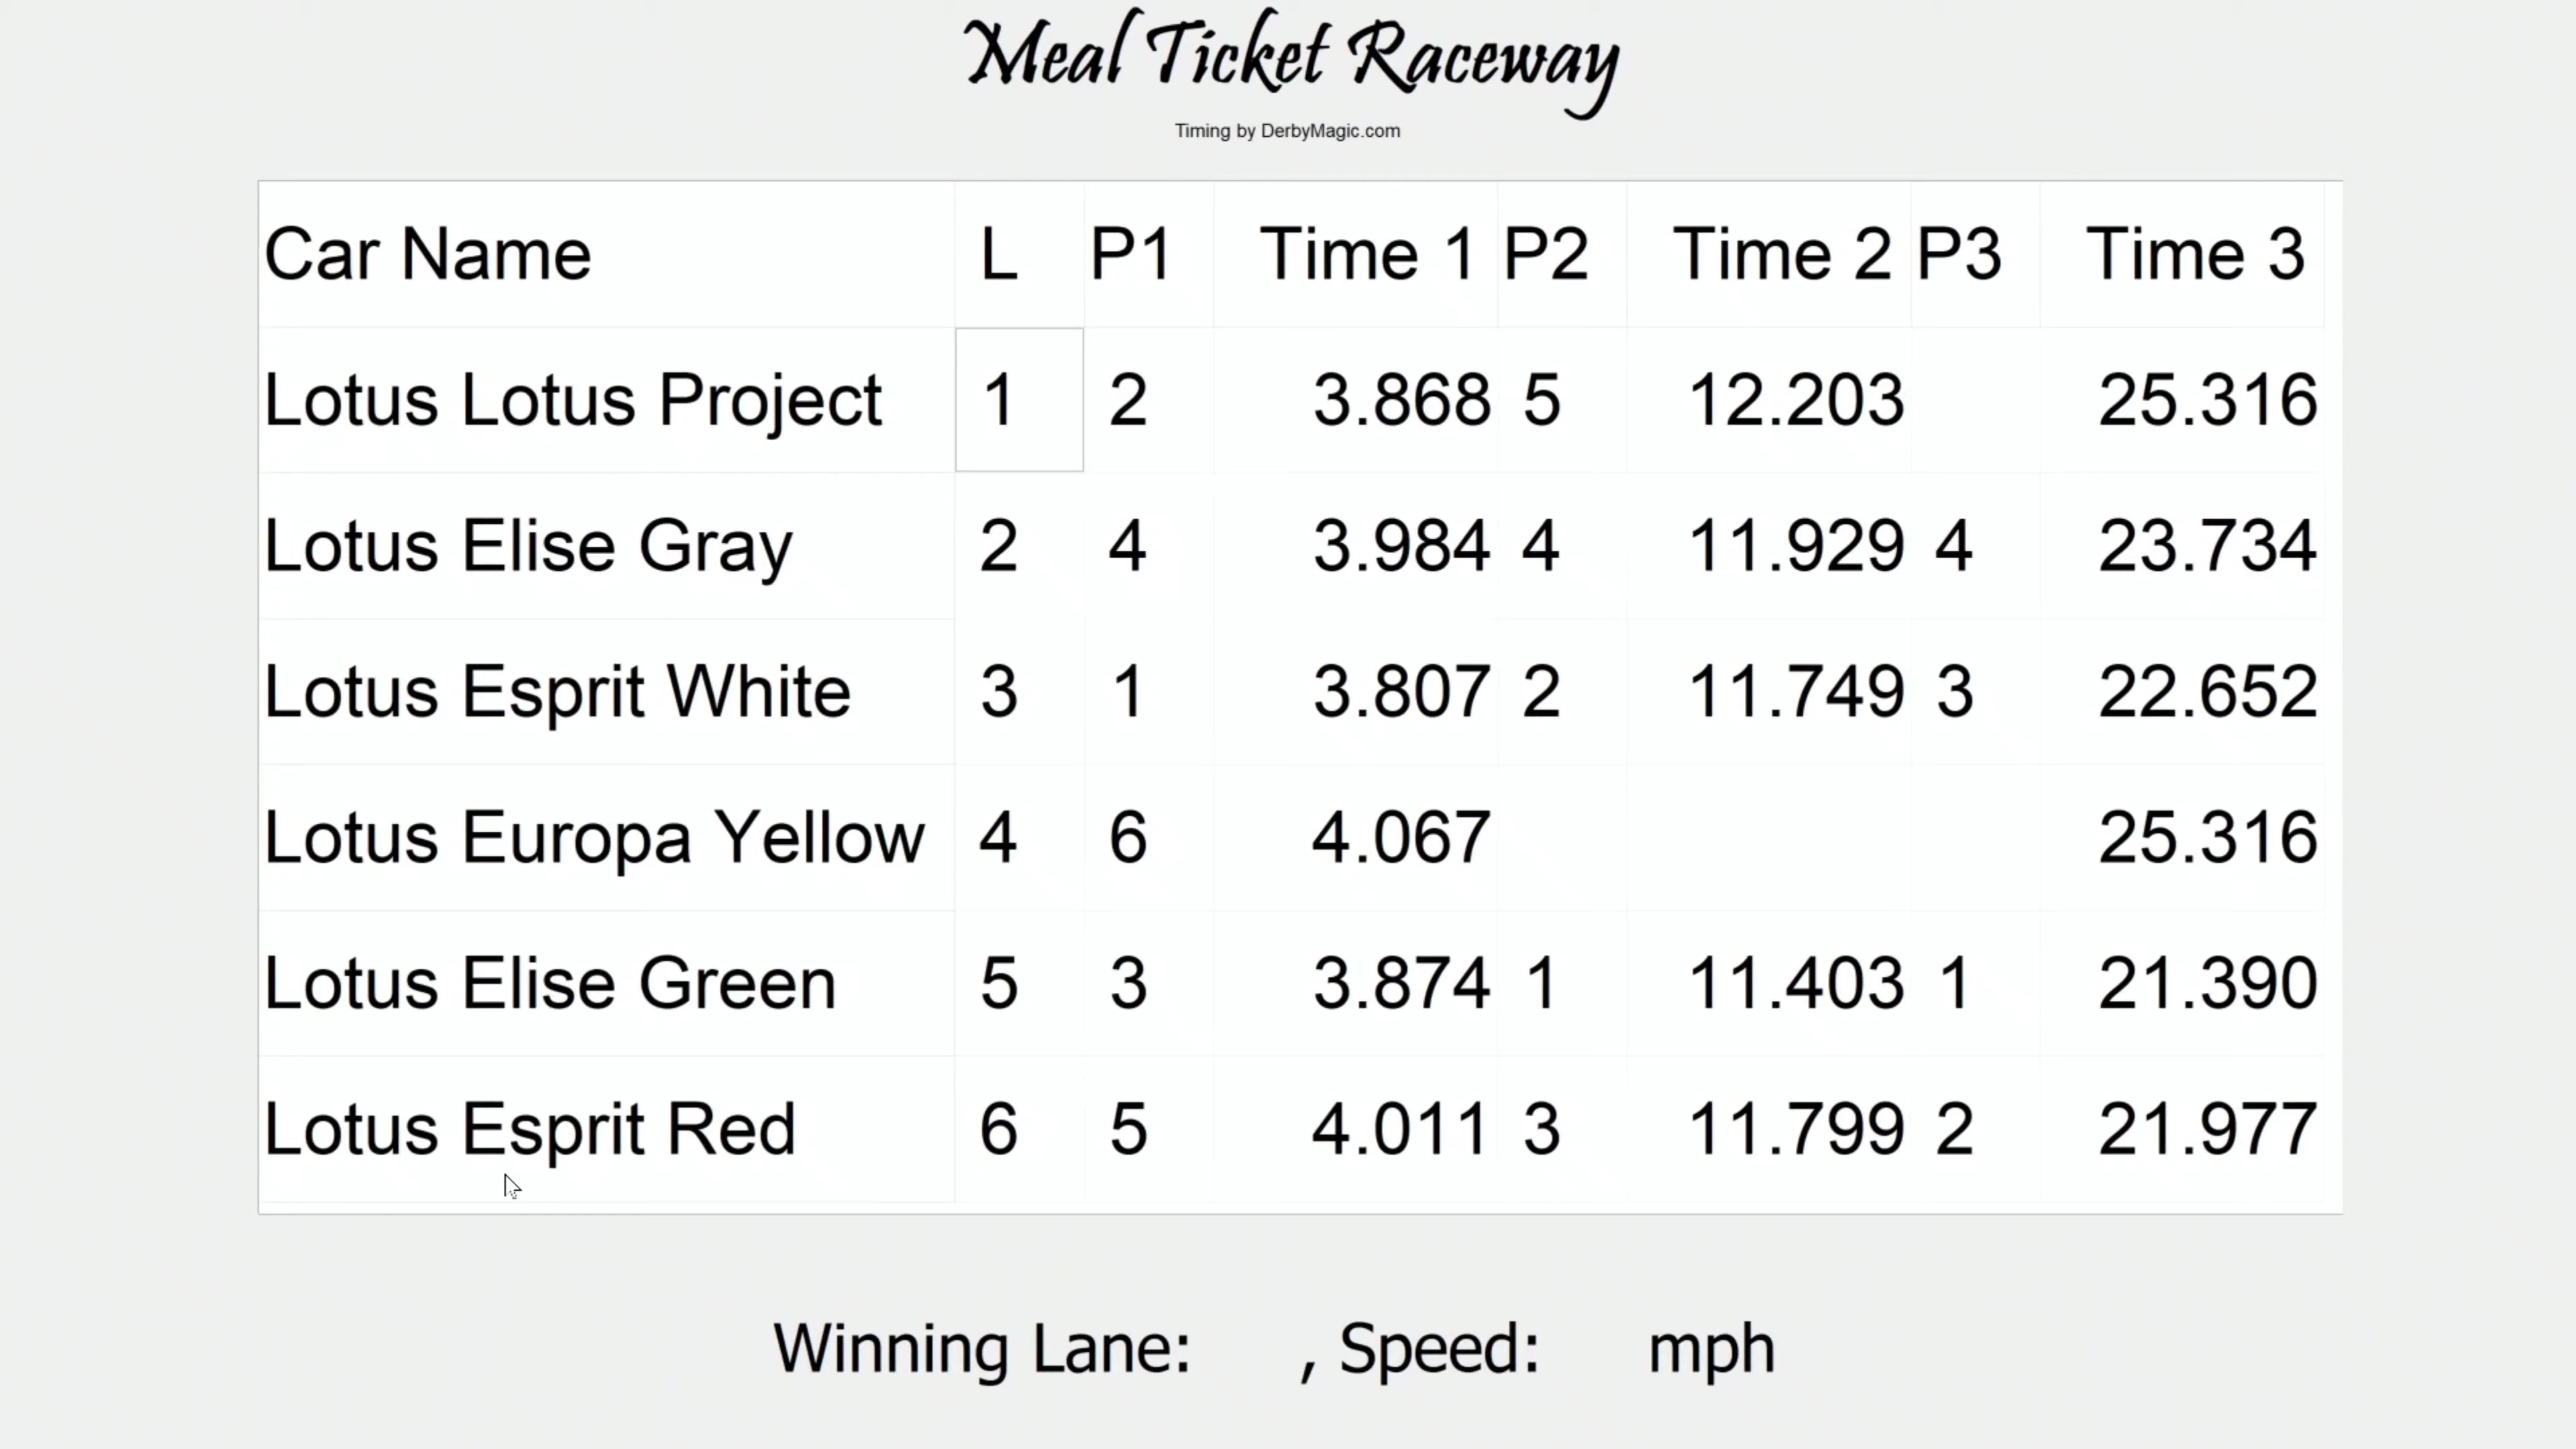 Meal Ticket Raceway
Timing by DerbyMagic.com
Car Name L P1 Time 1 P2 Time 2 P3 Time 3
Lotus Lotus Project 1 2 3.868 5 12.203 25.316
Lotus Elise Gray 2 4 3.984 4 11.929 4 23.734
Lotus Esprit White 3 1 3.807 2 11.749 3 22.652
Lotus Europa Yellow 4 6 4.067 25.316
Lotus Elise Green 5 3 3.874 1 11.403 1 21.390
Lotus Esprit Red 6 5 4.011 3 11.799 2 21.977
Winning Lane: , Speed: mph